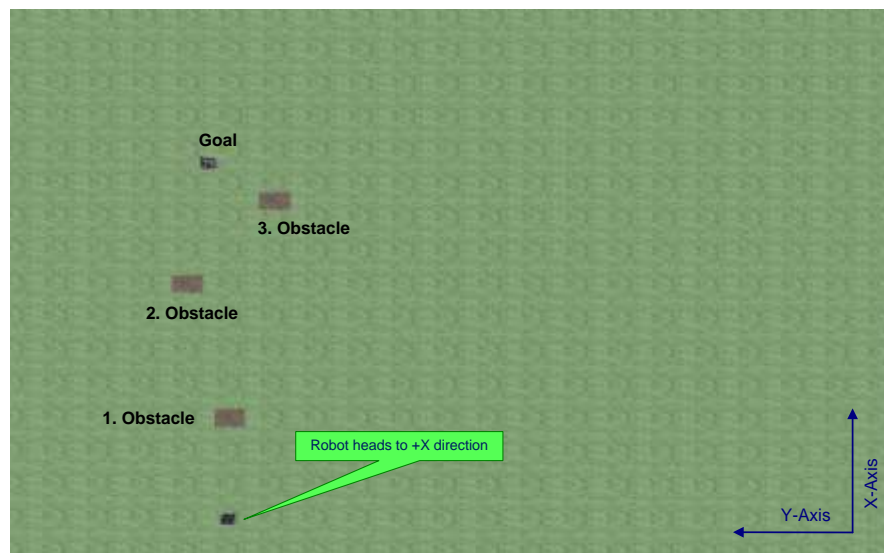 Goal
3. Obstacle
2. Obstacle
1. Obstacle
Robot heads to +X direction
X-Axis
Y-Axis